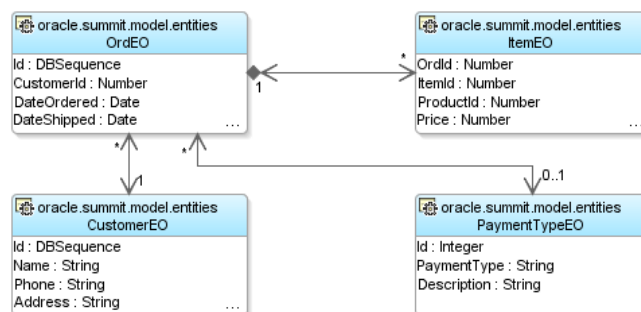 oracle.summit.model.entities
OrdEO
Id : DBSequence
CustomerId : Number
DateOrdered : Date
DateShipped : Date
...
1
*
oracle.summit.model.entities
ItemEO
OrdId : Number
ItemId : Number
ProductId : Number
Price : Number
...
*
1
*
0..1
oracle.summit.model.entities
CustomerEO
Id : DBSequence
Name : String
Phone : String
Address : String
...
oracle.summit.model.entities
PaymentTypeEO
Id : Integer
PaymentType : String
Description : String